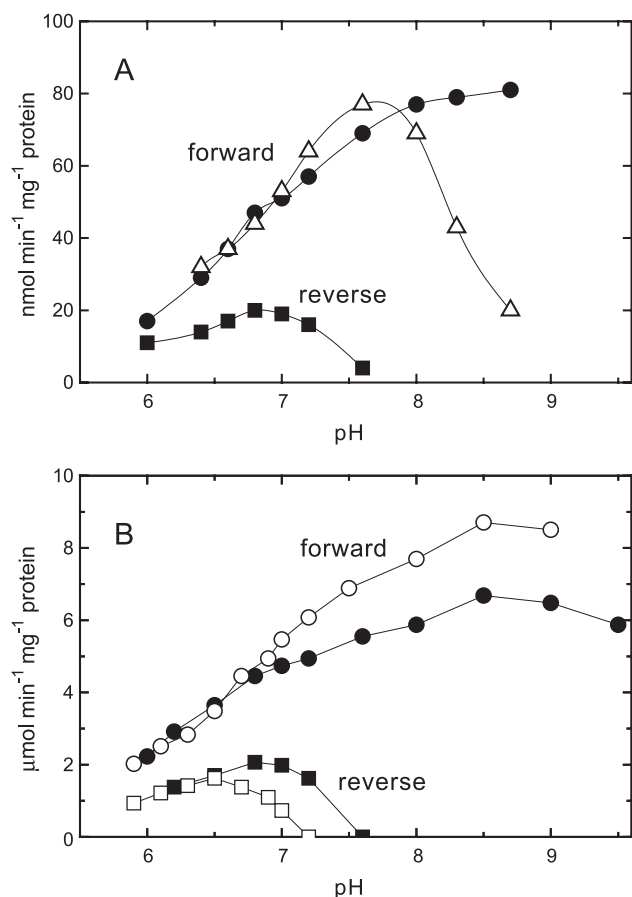 100
A
80
forward
60
40
reverse
20
0
6 7 8 9
pH
nmol min⁻¹ mg⁻¹ protein
10
B
8
forward
6
4
2
reverse
0
6 7 8 9
pH
µmol min⁻¹ mg⁻¹ protein